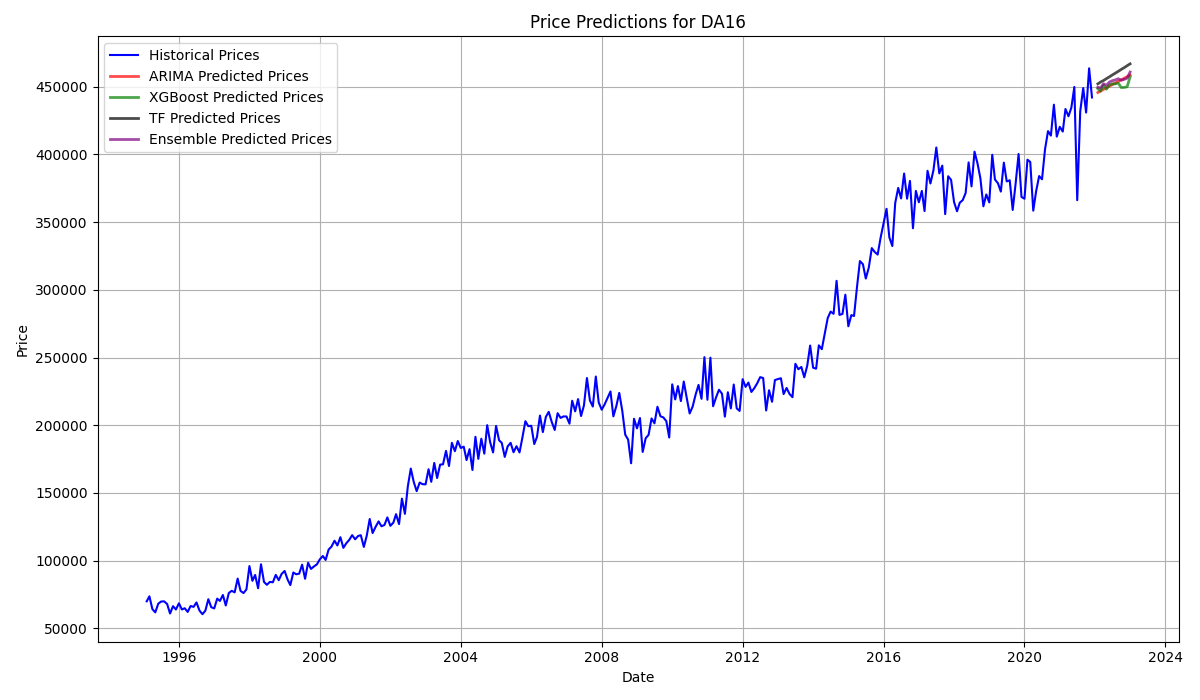 Price Predictions for DA16
Historical Prices
ARIMA Predicted Prices
XGBoost Predicted Prices
TF Predicted Prices
Ensemble Predicted Prices
Price
450000
400000
350000
300000
250000
200000
150000
100000
50000
1996 2000 2004 2008 2012 2016 2020 2024
Date